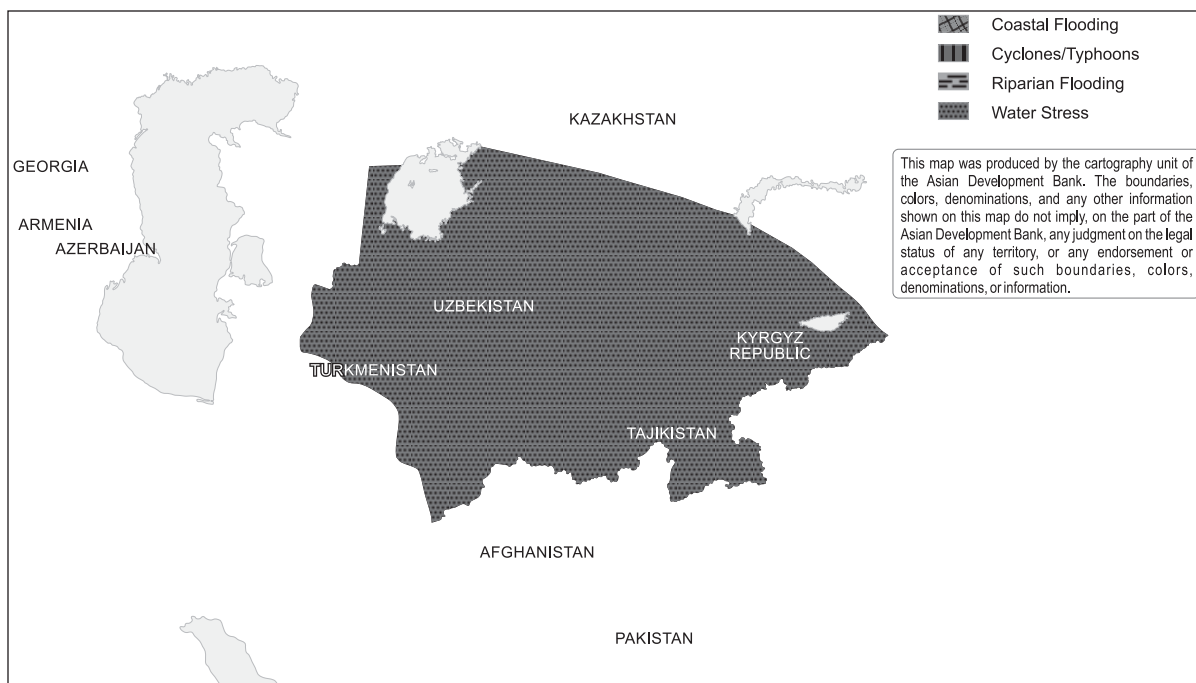 Coastal Flooding
Cyclones/Typhoons
Riparian Flooding
Water Stress
KAZAKHSTAN
GEORGIA
ARMENIA
AZERBAIJAN
This map was produced by the cartography unit of
the Asian Development Bank. The boundaries,
colors, denominations, and any other information
shown on this map do not imply, on the part of the
Asian Development Bank, any judgment on the legal
status of any territory, or any endorsement or
acceptance of such boundaries, colors,
denominations, or information.
UZBEKISTAN
KYRGYZ
REPUBLIC
TURKMENISTAN
TAJIKISTAN
AFGHANISTAN
PAKISTAN